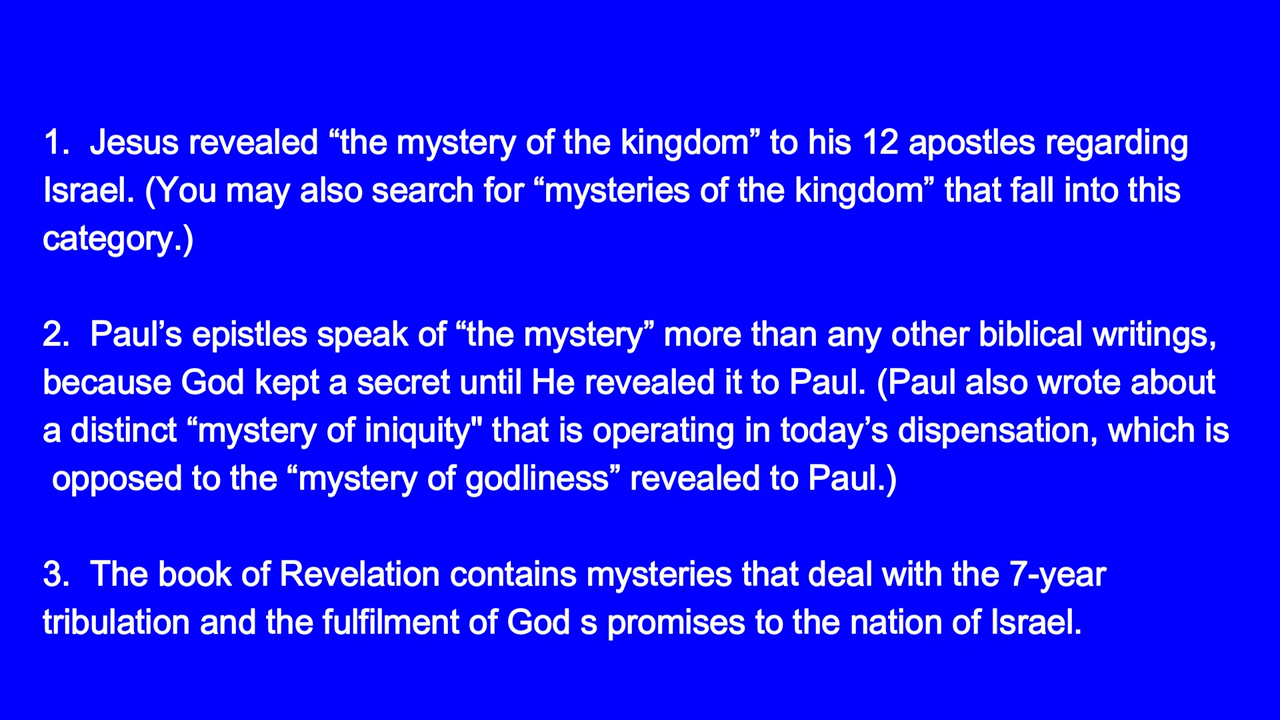 1.  Jesus revealed “the mystery of the kingdom” to his 12 apostles regarding
Israel. (You may also search for “mysteries of the kingdom” that fall into this
category.)
2.  Paul’s epistles speak of “the mystery” more than any other biblical writings,
because God kept a secret until He revealed it to Paul. (Paul also wrote about
a distinct “mystery of iniquity" that is operating in today’s dispensation, which is
opposed to the “mystery of godliness” revealed to Paul.)
3.  The book of Revelation contains mysteries that deal with the 7-year
tribulation and the fulfilment of God s promises to the nation of Israel.